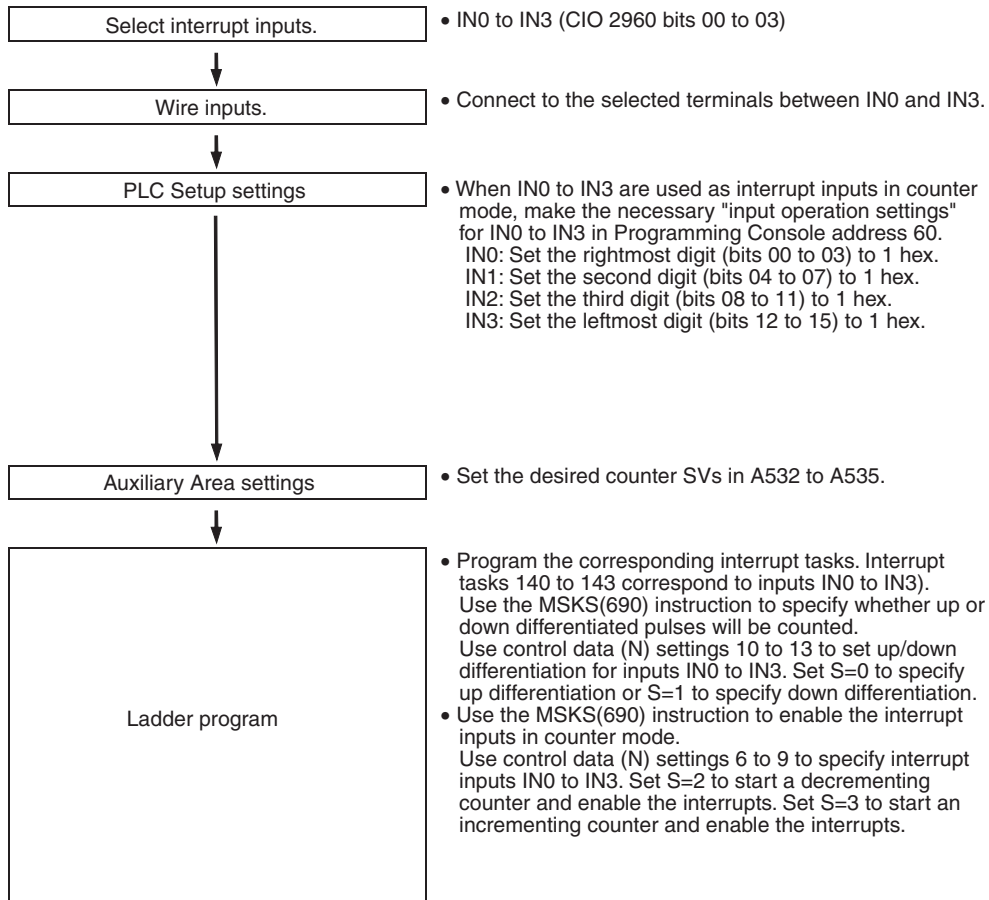 Select interrupt inputs.
• IN0 to IN3 (CIO 2960 bits 00 to 03)
Wire inputs.
• Connect to the selected terminals between IN0 and IN3.
PLC Setup settings
• When IN0 to IN3 are used as interrupt inputs in counter
mode, make the necessary "input operation settings"
for IN0 to IN3 in Programming Console address 60.
IN0: Set the rightmost digit (bits 00 to 03) to 1 hex.
IN1: Set the second digit (bits 04 to 07) to 1 hex.
IN2: Set the third digit (bits 08 to 11) to 1 hex.
IN3: Set the leftmost digit (bits 12 to 15) to 1 hex.
Auxiliary Area settings
• Set the desired counter SVs in A532 to A535.
Ladder program
• Program the corresponding interrupt tasks. Interrupt
tasks 140 to 143 correspond to inputs IN0 to IN3).
Use the MSKS(690) instruction to specify whether up or
down differentiated pulses will be counted.
Use control data (N) settings 10 to 13 to set up/down
differentiation for inputs IN0 to IN3. Set S=0 to specify
up differentiation or S=1 to specify down differentiation.
• Use the MSKS(690) instruction to enable the interrupt
inputs in counter mode.
Use control data (N) settings 6 to 9 to specify interrupt
inputs IN0 to IN3. Set S=2 to start a decrementing
counter and enable the interrupts. Set S=3 to start an
incrementing counter and enable the interrupts.